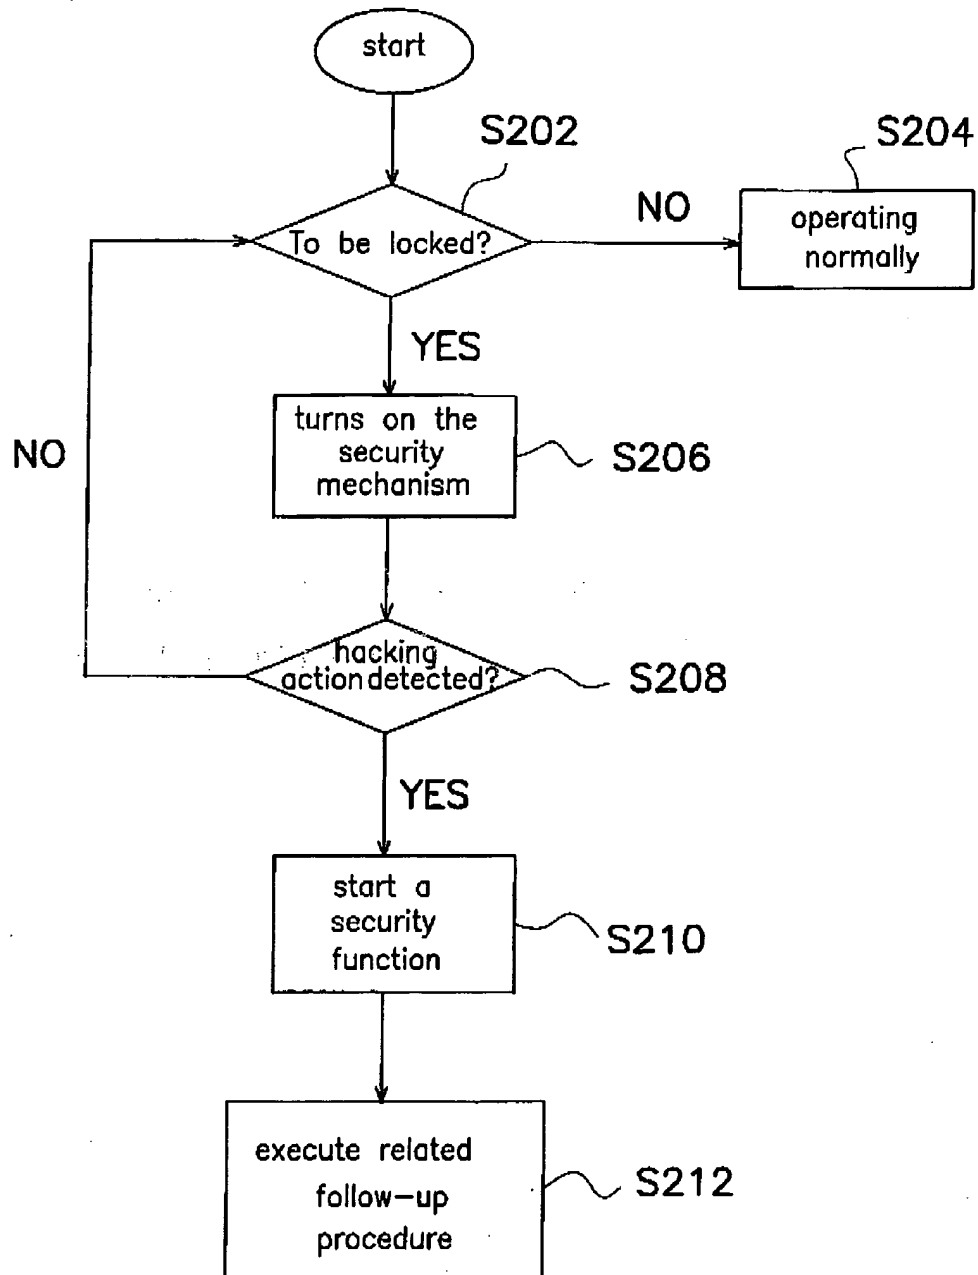 start
S202
S204
To be locked?
NO
operating
normally
YES
turns on the
security
mechanism
S206
NO
hacking
action detected?
S208
YES
start a
security
function
S210
execute related
foll-up
procedure
S212